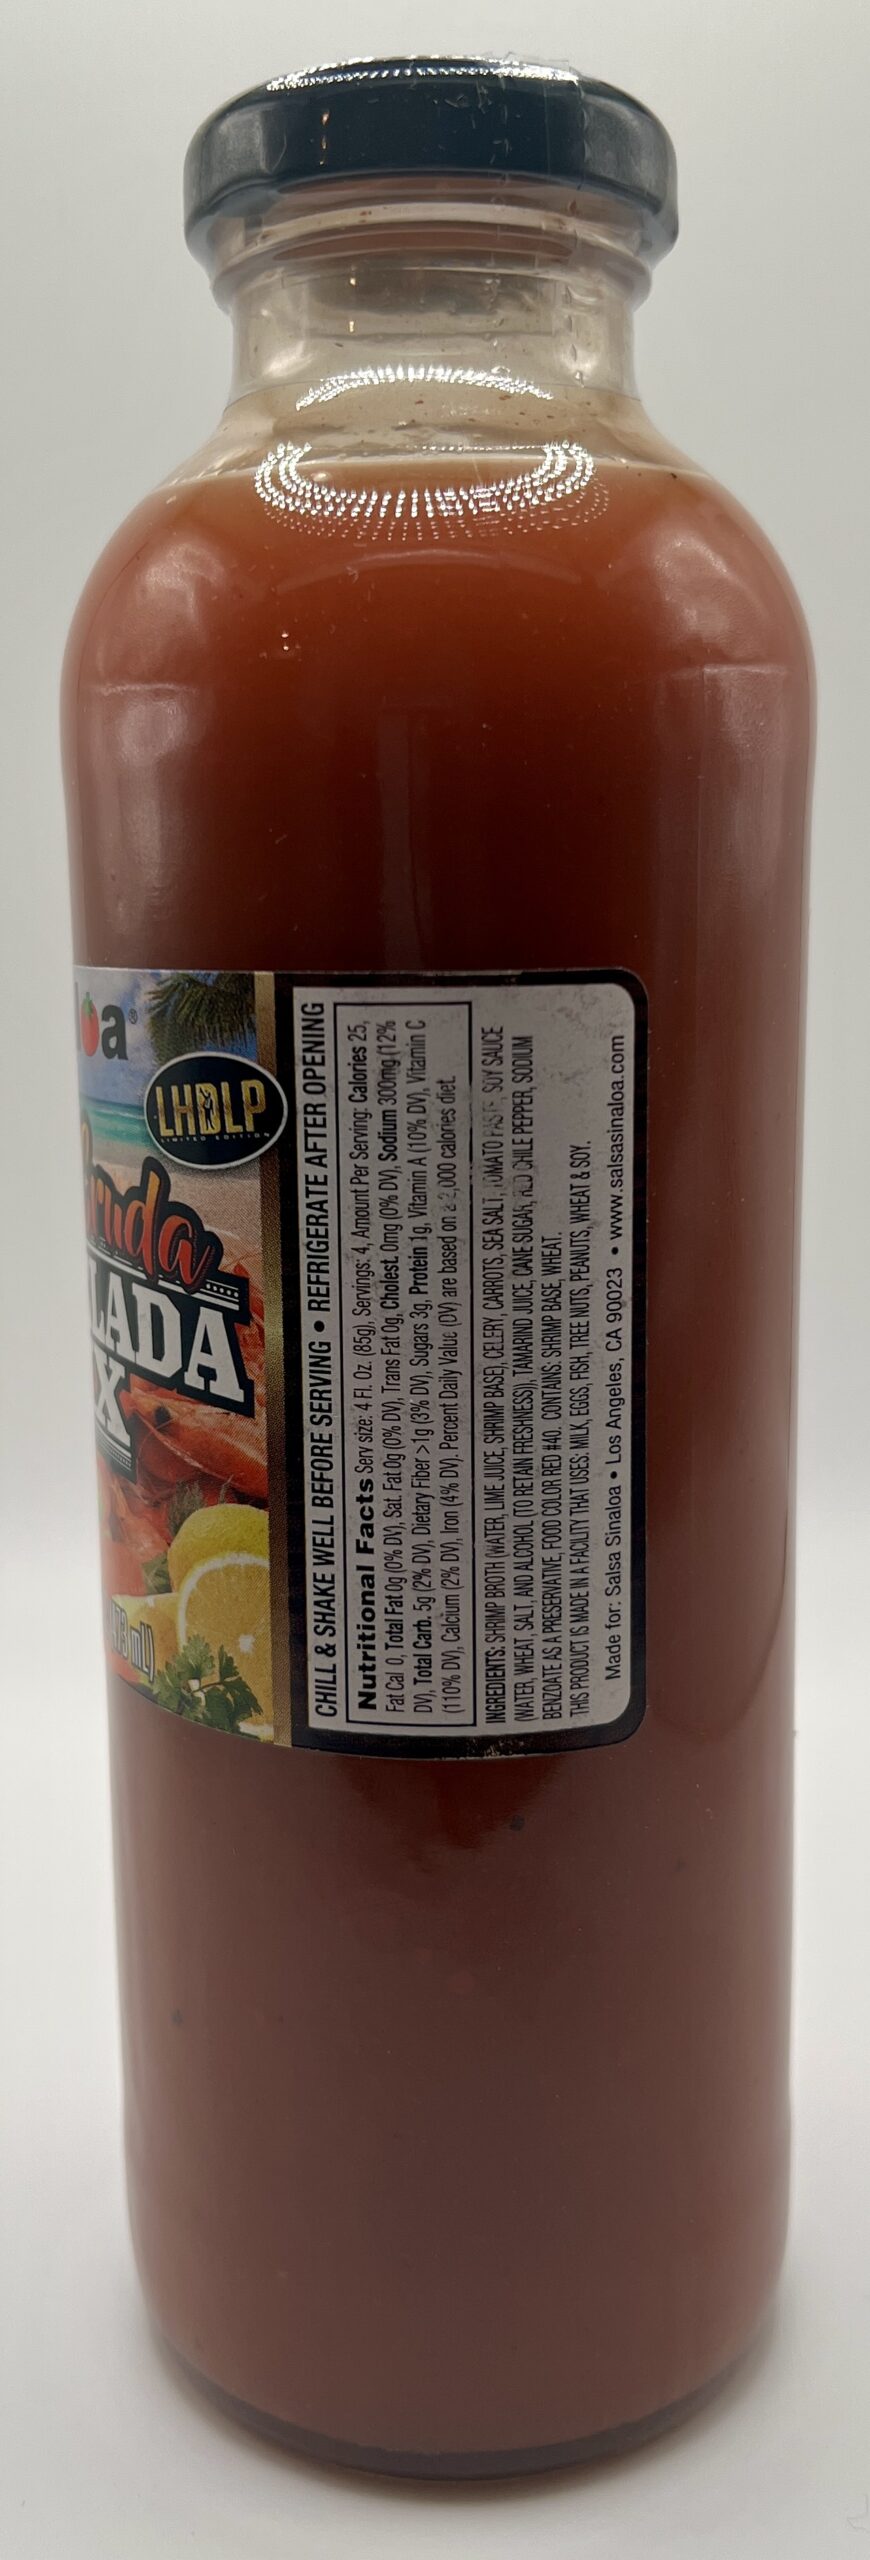 a®
LHDLP
LIMITED EDITION
ruda
LADA
X
473 mL)
CHILL & SHAKE WELL BEFORE SERVING • REFRIGERATE AFTER OPENING
Nutritional Facts Serv size: 4 Fl. Oz. (85g), Servings: 4, Amount Per Serving: Calories 25,
Fat Cal 0, Total Fat 0g (0% DV), Sat. Fat 0g (0% DV), Trans Fat 0g, Cholest. 0mg (0% DV), Sodium 300mg (12%
DV), Total Carb. 5g (2% DV), Dietary Fiber >1g (3% DV), Sugars 3g, Protein 1g, Vitamin A (10% DV), Vitamin C
(110% DV), Calcium (2% DV), Iron (4% DV). Percent Daily Value (DV) are based on a 2,000 calories diet.
INGREDIENTS: SHRIMP BROTH (WATER, LIME JUICE, SHRIMP BASE), CELERY, CARROTS, SEA SALT, TOMATO PASTE, SOY SAUCE
(WATER, WHEAT, SALT, AND ALCOHOL (TO RETAIN FRESHNESS)), TAMARIND JUICE, CANE SUGAR, RED CHILE PEPPER, SODIUM
BENZOATE AS A PRESERVATIVE, FOOD COLOR RED #40. CONTAINS: SHRIMP BASE, WHEAT.
THIS PRODUCT IS MADE IN A FACILITY THAT USES: MILK, EGGS, FISH, TREE NUTS, PEANUTS, WHEAT & SOY.
Made for: Salsa Sinaloa • Los Angeles, CA 90023 • www.salsasinaloa.com